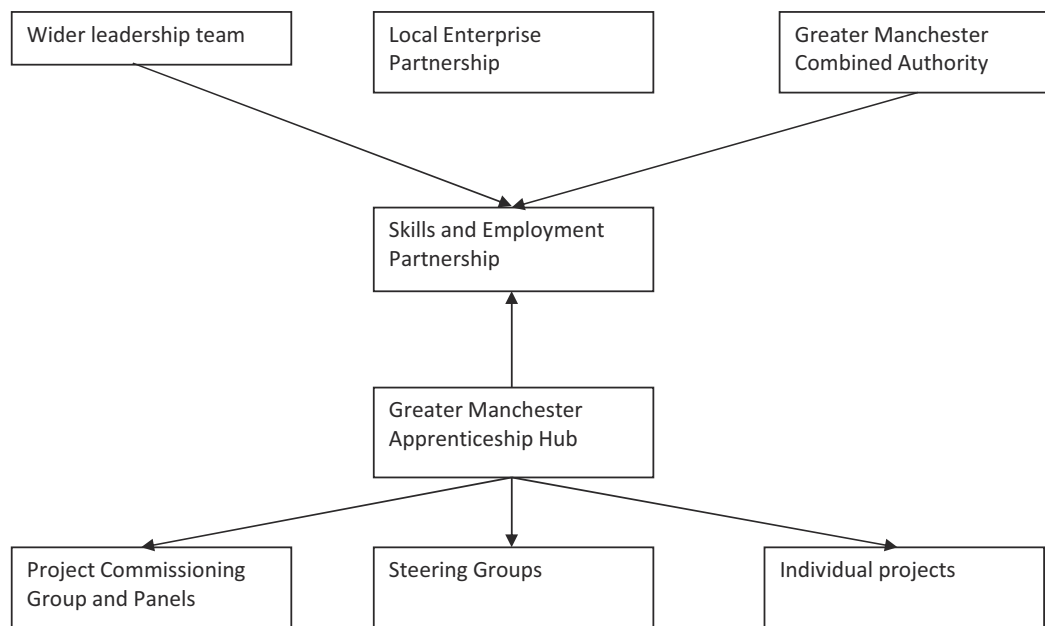 Wider leadership team
Local Enterprise
Partnership
Greater Manchester
Combined Authority
Skills and Employment
Partnership
Greater Manchester
Apprenticeship Hub
Project Commissioning
Group and Panels
Steering Groups
Individual projects